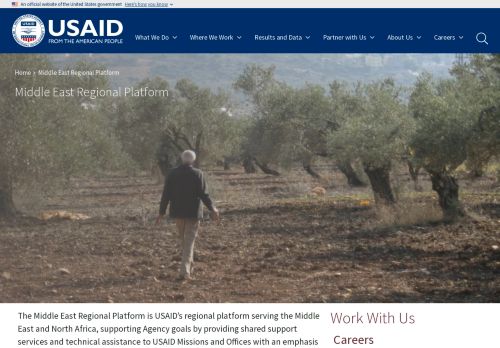 An official website of the United States government Here's how you know
USAID
FROM THE AMERICAN PEOPLE
What We Do
Where We Work
Results and Data
Partner with Us
About Us
Careers
Home › Middle East Regional Platform
Middle East Regional Platform
The Middle East Regional Platform is USAID's regional platform serving the Middle
East and North Africa, supporting Agency goals by providing shared support
services and technical assistance to USAID Missions and Offices with an emphasis
Work With Us
Careers